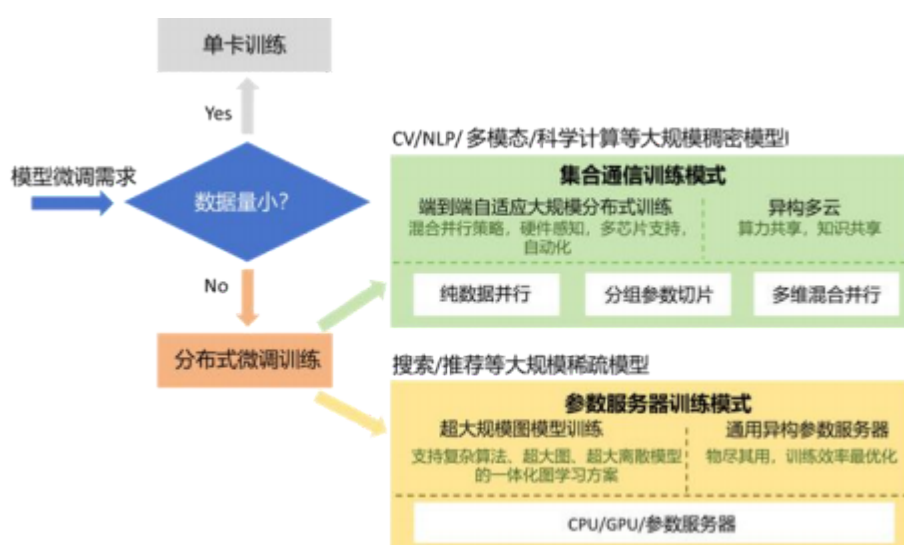 单卡训练
Yes
模型微调需求
数据量小?
No
分布式微调训练
CV/NLP/ 多模态/科学计算等大规模稠密模型l
集合通信训练模式
端到端自适应大规模分布式训练
混合并行策略，硬件感知，多芯片支持，
自动化
异构多云
算力共享，知识共享
纯数据并行
分组参数切片
多维混合并行
搜索/推荐等大规模稀疏模型
参数服务器训练模式
超大规模图模型训练
支持复杂算法、超大图、超大离散模型
的一体化图学习方案
通用异构参数服务器
物尽其用，训练效率最优化
CPU/GPU/参数服务器